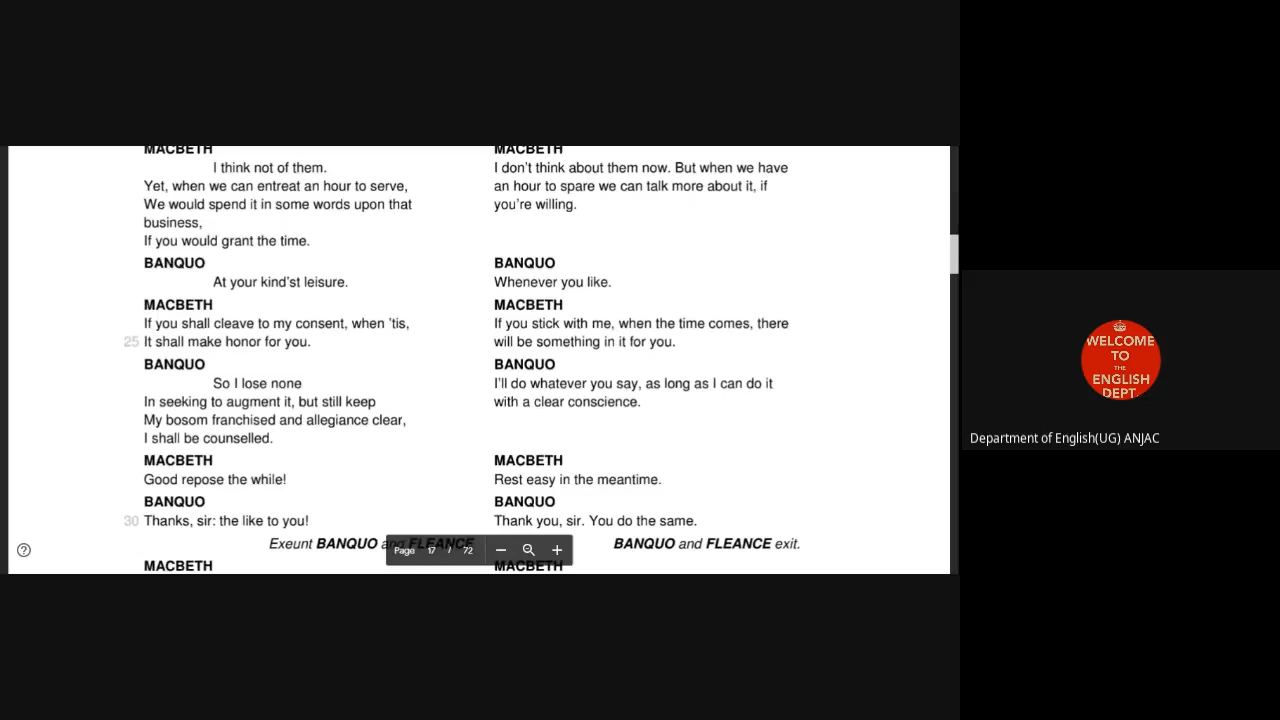 MACBETH
I think not of them.
Yet, when we can entreat an hour to serve,
We would spend it in some words upon that
business,
If you would grant the time.
BANQUO
At your kind'st leisure.
MACBETH
If you shall cleave to my consent, when 'tis,
25 It shall make honor for you.
BANQUO
So I lose none
In seeking to augment it, but still keep
My bosom franchised and allegiance clear,
I shall be counselled.
MACBETH
Good repose the while!
BANQUO
30 Thanks, sir: the like to you!
Exeunt BANQUO and FLEANCE
MACBETH
MACBETH
I don't think about them now. But when we have
an hour to spare we can talk more about it, if
you're willing.
BANQUO
Whenever you like.
MACBETH
If you stick with me, when the time comes, there
will be something in it for you.
BANQUO
I'll do whatever you say, as long as I can do it
with a clear conscience.
MACBETH
Rest easy in the meantime.
BANQUO
Thank you, sir. You do the same.
BANQUO and FLEANCE exit.
MACBETH
Page 17 / 72
WELCOME
TO
THE
ENGLISH
DEPT.
Department of English(UG) ANJAC